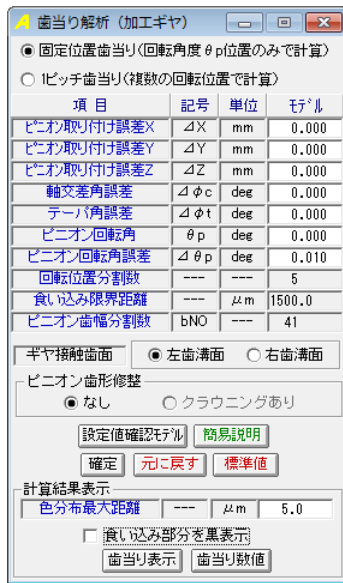 歯当り解析（加工ギヤ）
固定位置歯当り(回転角度θp位置のみで計算)
1ピッチ歯当り(複数の回転位置で計算)
項 目 記号 単位 ﾓﾃﾞﾙ
ﾋﾟﾆｵﾝ取り付け誤差X ⊿X mm 0.000
ﾋﾟﾆｵﾝ取り付け誤差Y ⊿Y mm 0.000
ﾋﾟﾆｵﾝ取り付け誤差Z ⊿Z mm 0.000
軸交差角誤差 ⊿φc deg 0.000
テーパ角誤差 ⊿φt deg 0.000
ピニオン回転角 θp deg 0.000
ピニオン回転角誤差 ⊿θp deg 0.010
回転位置分割数 --- --- 5
食い込み限界距離 --- μm 1500.0
ピニオン歯幅分割数 bNO --- 41
ギヤ接触歯面 左歯溝面 右歯溝面
ピニオン歯形修整
なし クラウニングあり
設定値確認ﾓﾃﾞﾙ 簡易説明
確定 元に戻す 標準値
計算結果表示
色分布最大距離 --- μm 5.0
食い込み部分を黒表示
歯当り表示 歯当り数値